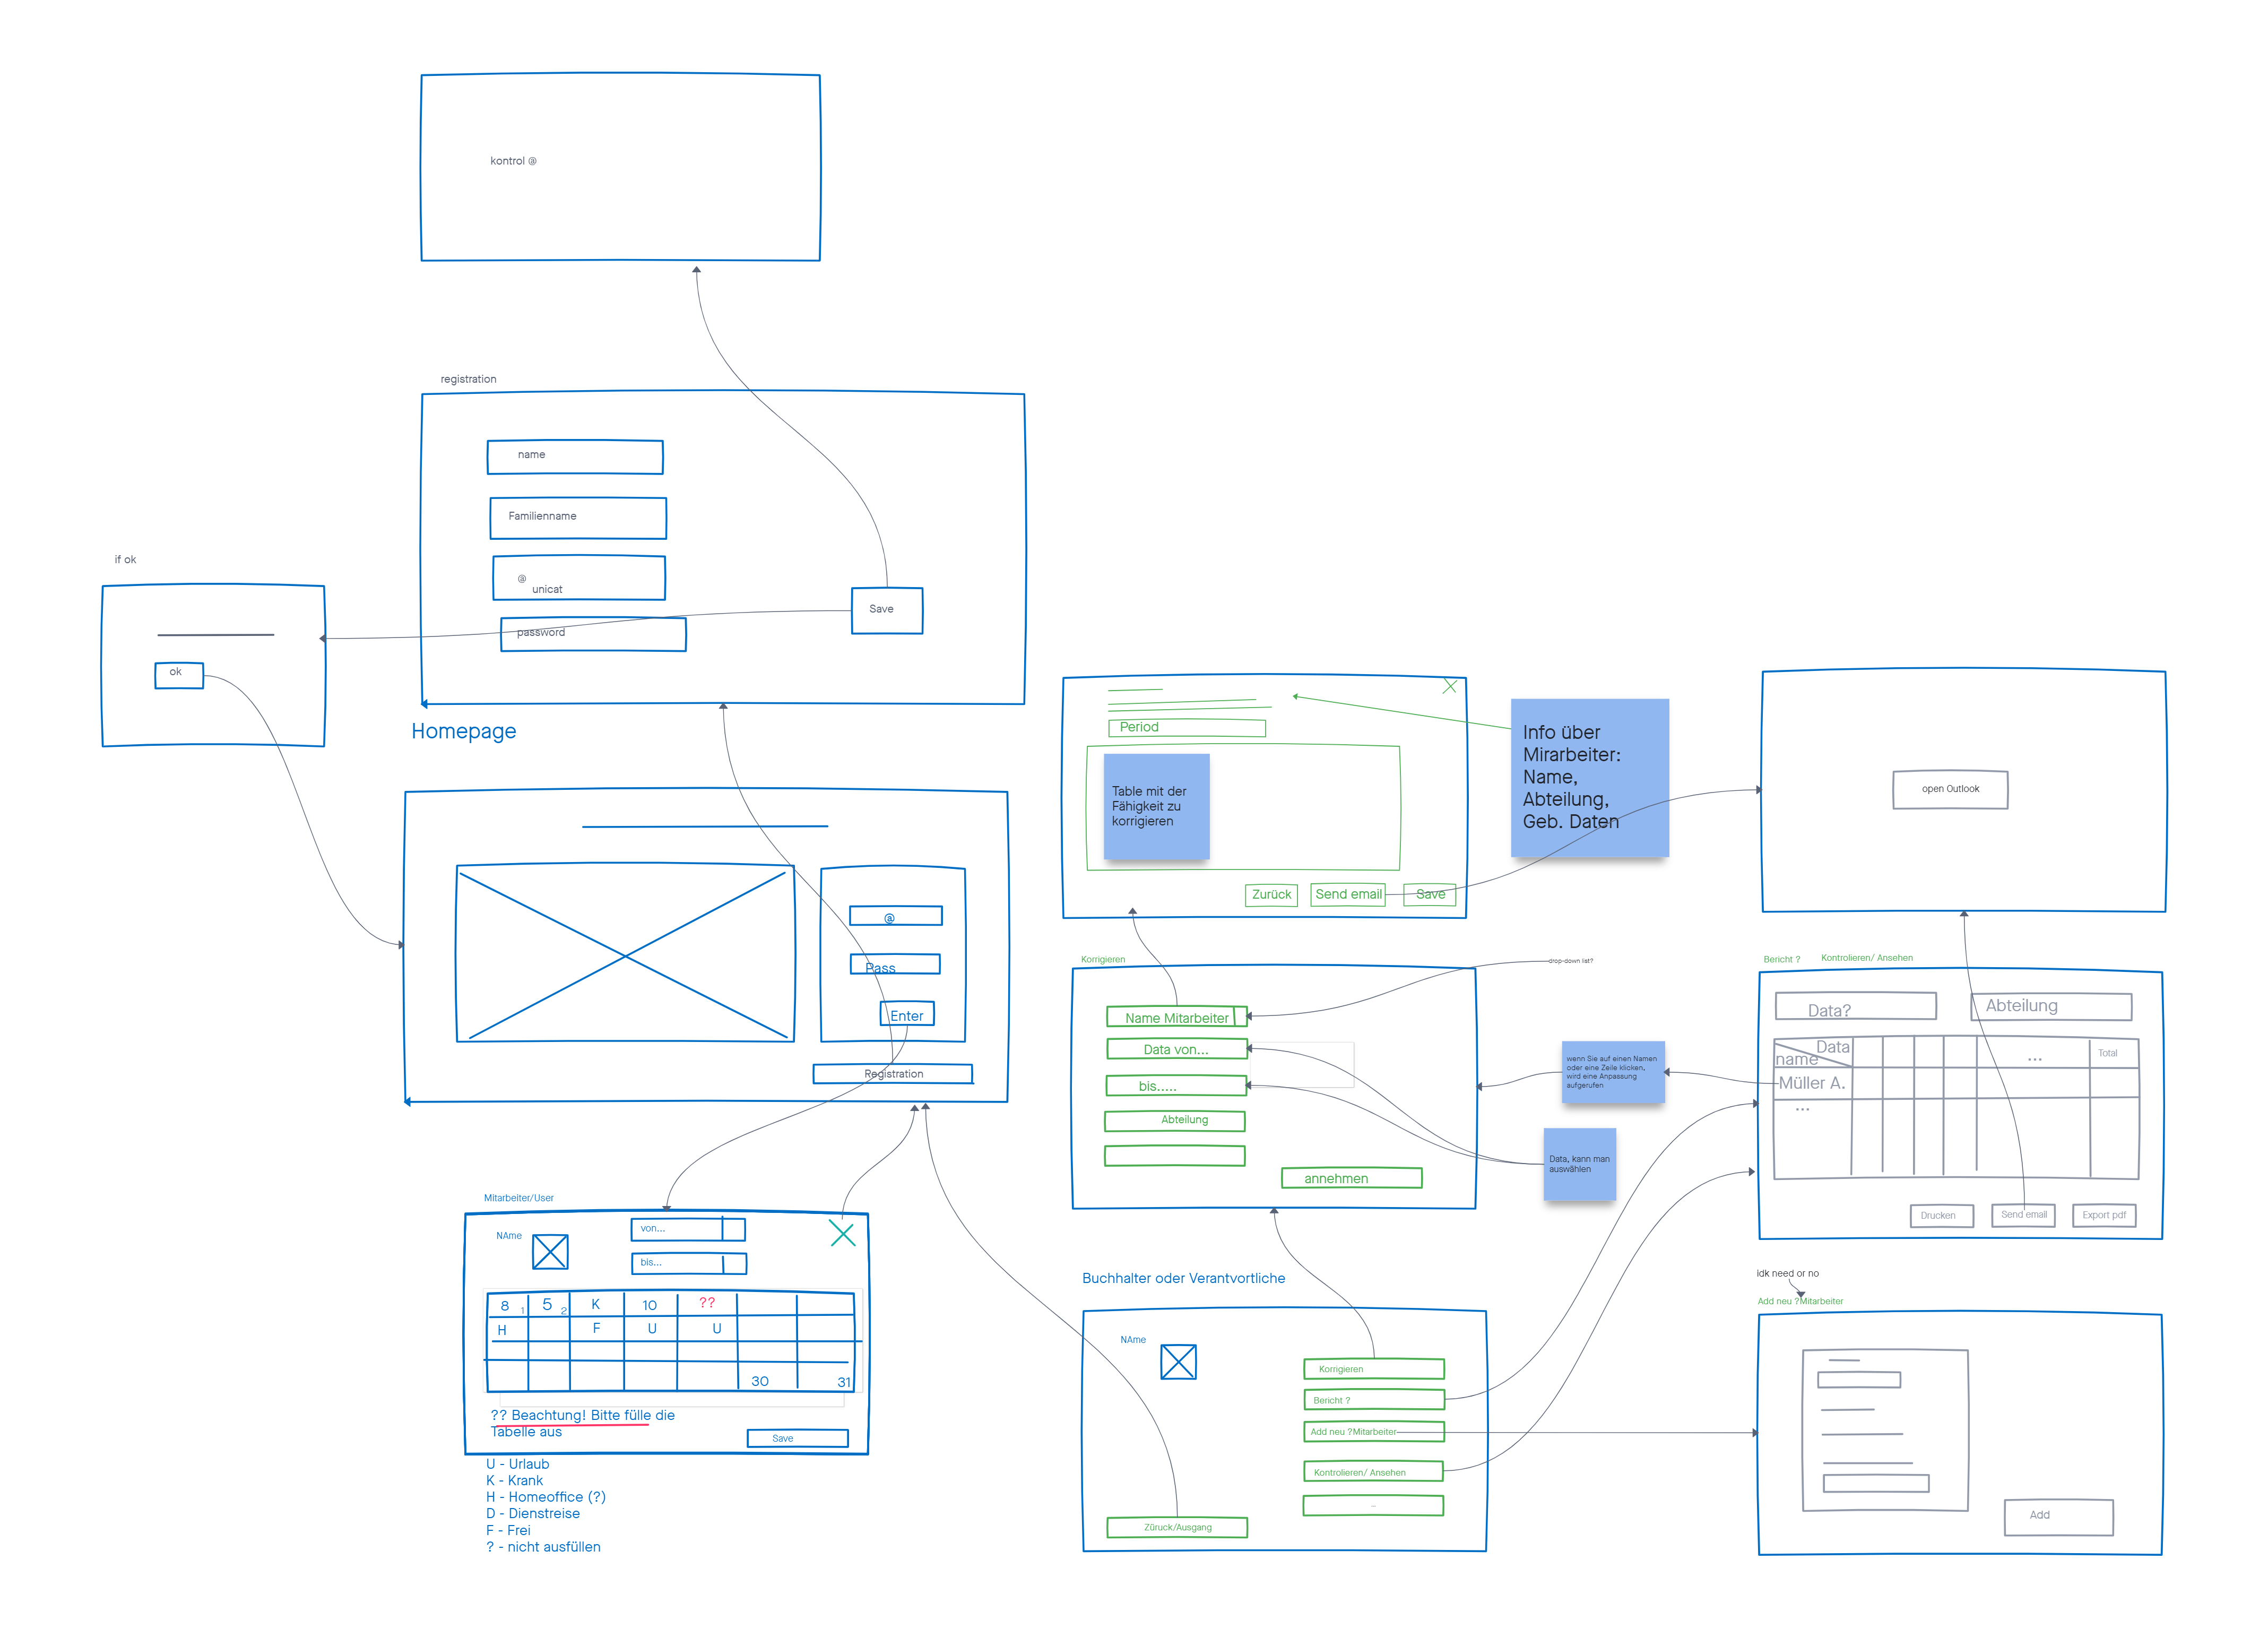 kontrol @
registration
name
Familienname
@
unicat
password
Save
if ok
ok
Homepage
@
Pass
Enter
Registration
Mitarbeiter/User
NAme
von...
bis...
8 1 5 2 K 10 ??
H F U U
30 31
?? Beachtung! Bitte fülle die
Tabelle aus
Save
U - Urlaub
K - Krank
H - Homeoffice (?)
D - Dienstreise
F - Frei
? - nicht ausfüllen
Period
Table mit der
Fähigkeit zu
korrigieren
Zurück
Send email
Save
Info über
Mirarbeiter:
Name,
Abteilung,
Geb. Daten
open Outlook
Korrigieren
drop-down list?
Name Mitarbeiter
Data von...
bis.....
Abteilung
annehmen
wenn Sie auf einen Namen
oder eine Zeile klicken,
wird eine Anpassung
aufgerufen
Data, kann man
auswählen
Bericht ?
Kontrolieren/ Ansehen
Data?
Abteilung
Data
name
...
Total
Müller A.
...
Drucken
Send email
Export pdf
Buchhalter oder Verantvortliche
NAme
Korrigieren
Bericht ?
Add neu ?Mitarbeiter
Kontrolieren/ Ansehen
...
Züruck/Ausgang
idk need or no
Add neu ?Mitarbeiter
Add